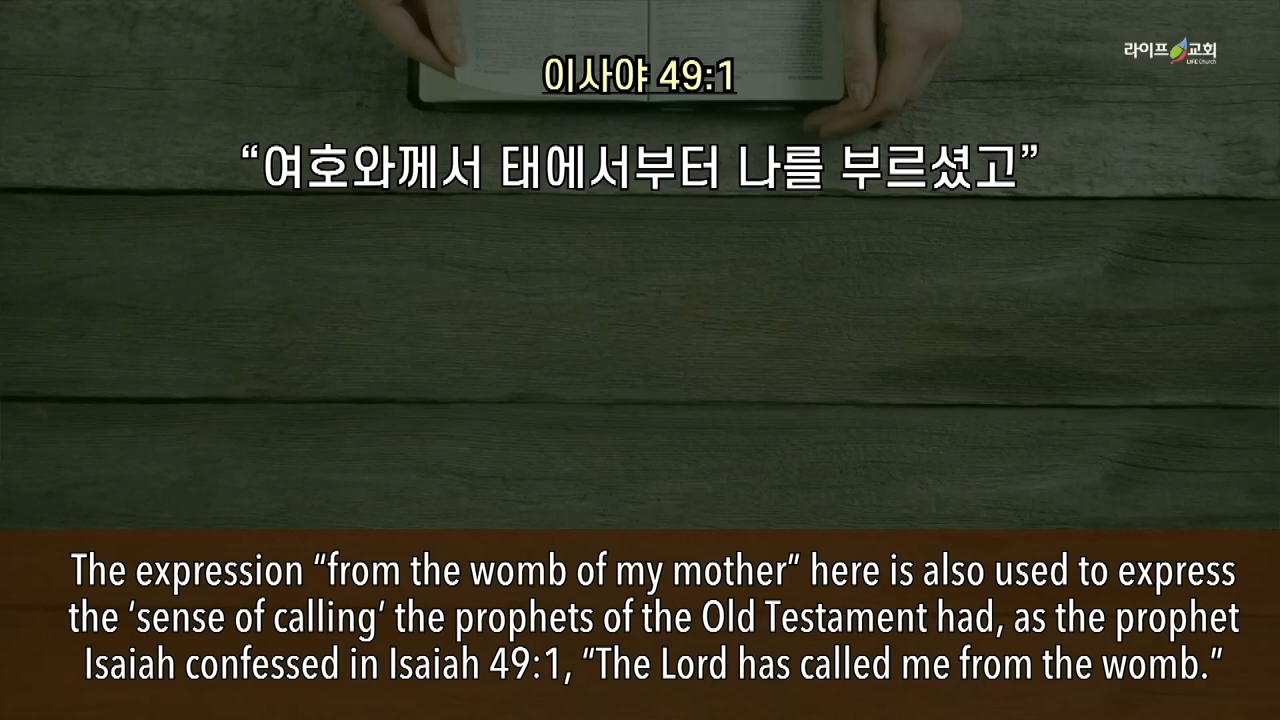 라이프 교회
LIFE Church
이사야 49:1
“여호와께서 태에서부터 나를 부르셨고”
The expression “from the womb of my mother” here is also used to express
the ‘sense of calling’ the prophets of the Old Testament had, as the prophet
Isaiah confessed in Isaiah 49:1, “The Lord has called me from the womb.”